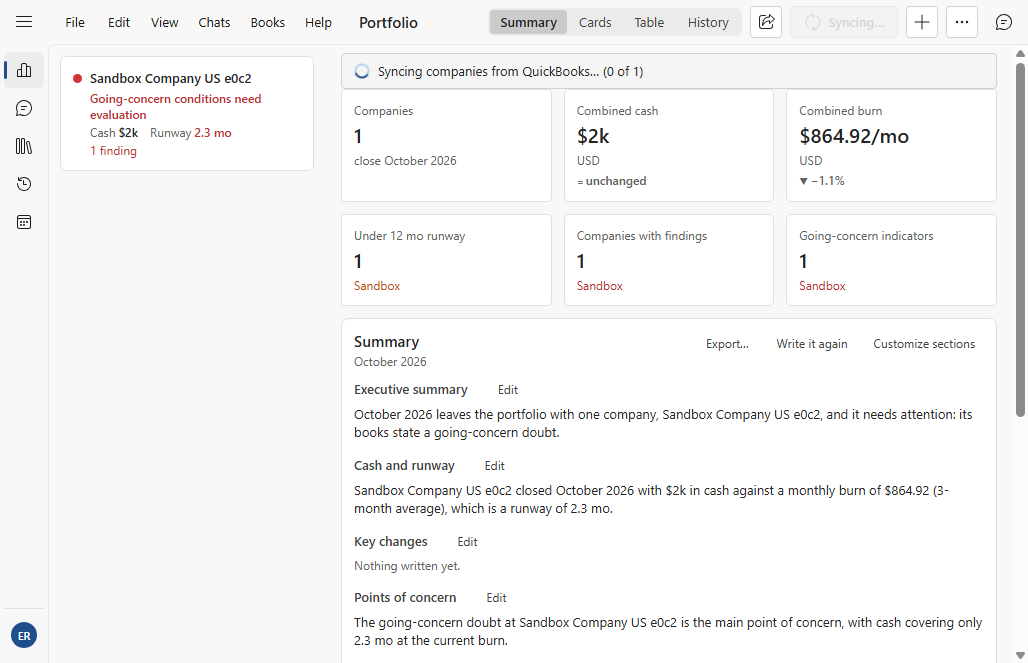 File Edit View Chats Books Help Portfolio Summary Cards Table History Syncing...
Sandbox Company US e0c2
Going-concern conditions need
evaluation
Cash $2k Runway 2.3 mo
1 finding
Syncing companies from QuickBooks... (0 of 1)
Companies
1
close October 2026
Combined cash
$2k
USD
= unchanged
Combined burn
$864.92/mo
USD
▼ −1.1%
Under 12 mo runway
1
Sandbox
Companies with findings
1
Sandbox
Going-concern indicators
1
Sandbox
Summary
October 2026
Export... Write it again Customize sections
Executive summary Edit
October 2026 leaves the portfolio with one company, Sandbox Company US e0c2, and it needs attention: its
books state a going-concern doubt.
Cash and runway Edit
Sandbox Company US e0c2 closed October 2026 with $2k in cash against a monthly burn of $864.92 (3-
month average), which is a runway of 2.3 mo.
Key changes Edit
Nothing written yet.
Points of concern Edit
The going-concern doubt at Sandbox Company US e0c2 is the main point of concern, with cash covering only
2.3 mo at the current burn.
ER